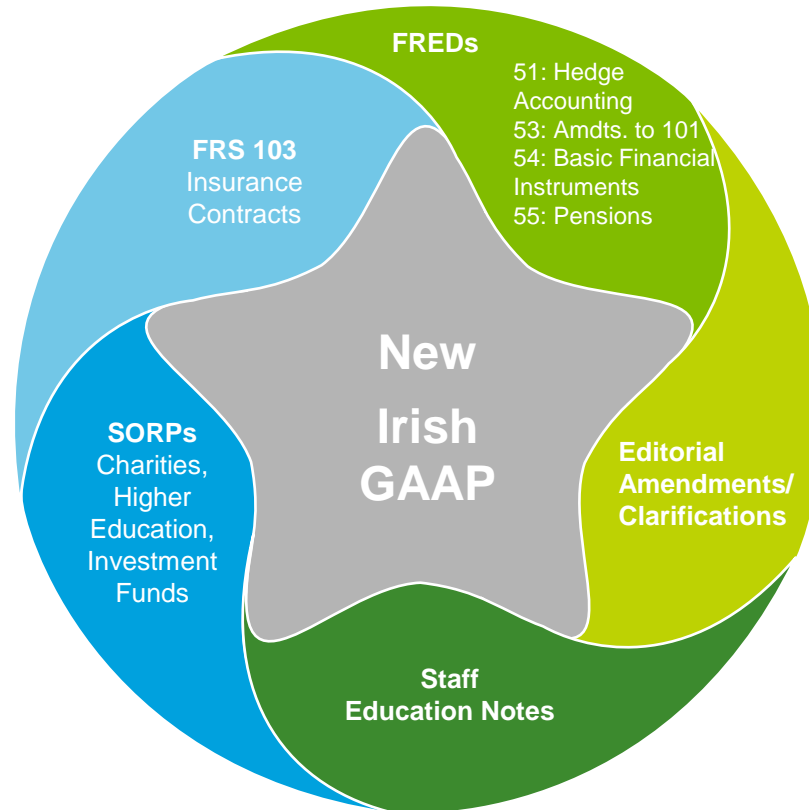 FREDs
51: Hedge
Accounting
53: Amdts. to 101
54: Basic Financial
Instruments
55: Pensions
FRS 103
Insurance
Contracts
New
Irish
GAAP
SORPs
Charities,
Higher
Education,
Investment
Funds
Editorial
Amendments/
Clarifications
Staff
Education Notes